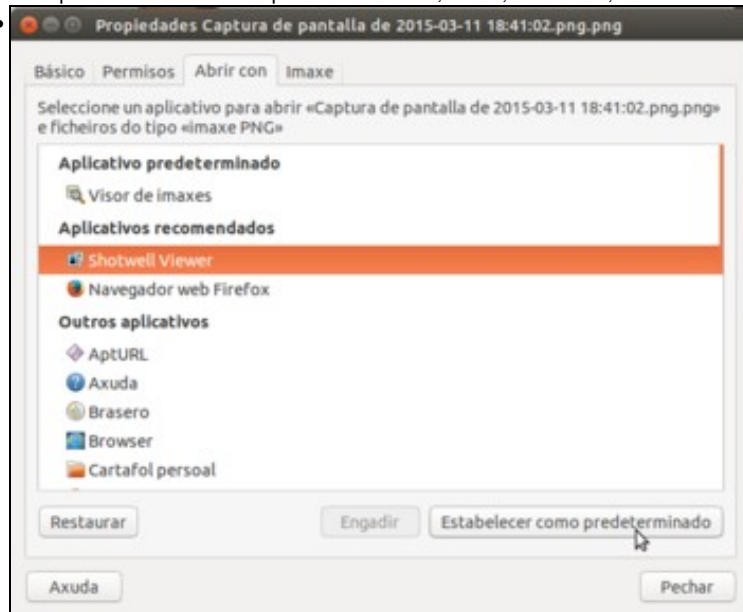 Propiedades Captura de pantalla de 2015-03-11 18:41:02.png.png
Básico Permisos Abrir con Imaxe
Seleccione un aplicativo para abrir «Captura de pantalla de 2015-03-11 18:41:02.png.png»
e ficheiros do tipo «imaxe PNG»
Aplicativo predeterminado
Visor de imaxes
Aplicativos recomendados
Shotwell Viewer
Navegador web Firefox
Outros aplicativos
AptURL
Axuda
Brasero
Browser
Cartafol persoal
Restaurar Engadir Estabelecer como predeterminado
Axuda Pechar